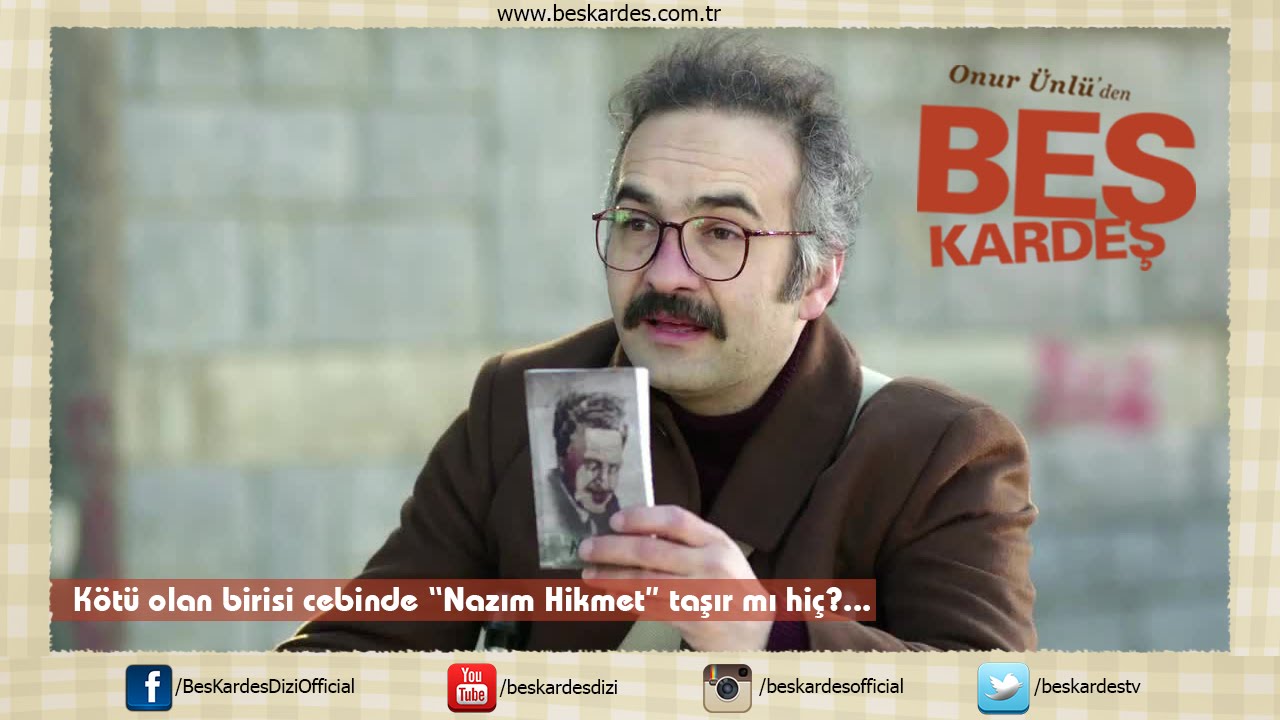 www.beskardes.com.tr
Onur Ünlü'den
BEŞ
KARDEŞ
Kötü olan birisi cebinde “Nazım Hikmet” taşır mı hiç?...
f /BesKardesDiziOfficial
You Tube /beskardesdizi
/beskardesofficial
/beskardestv